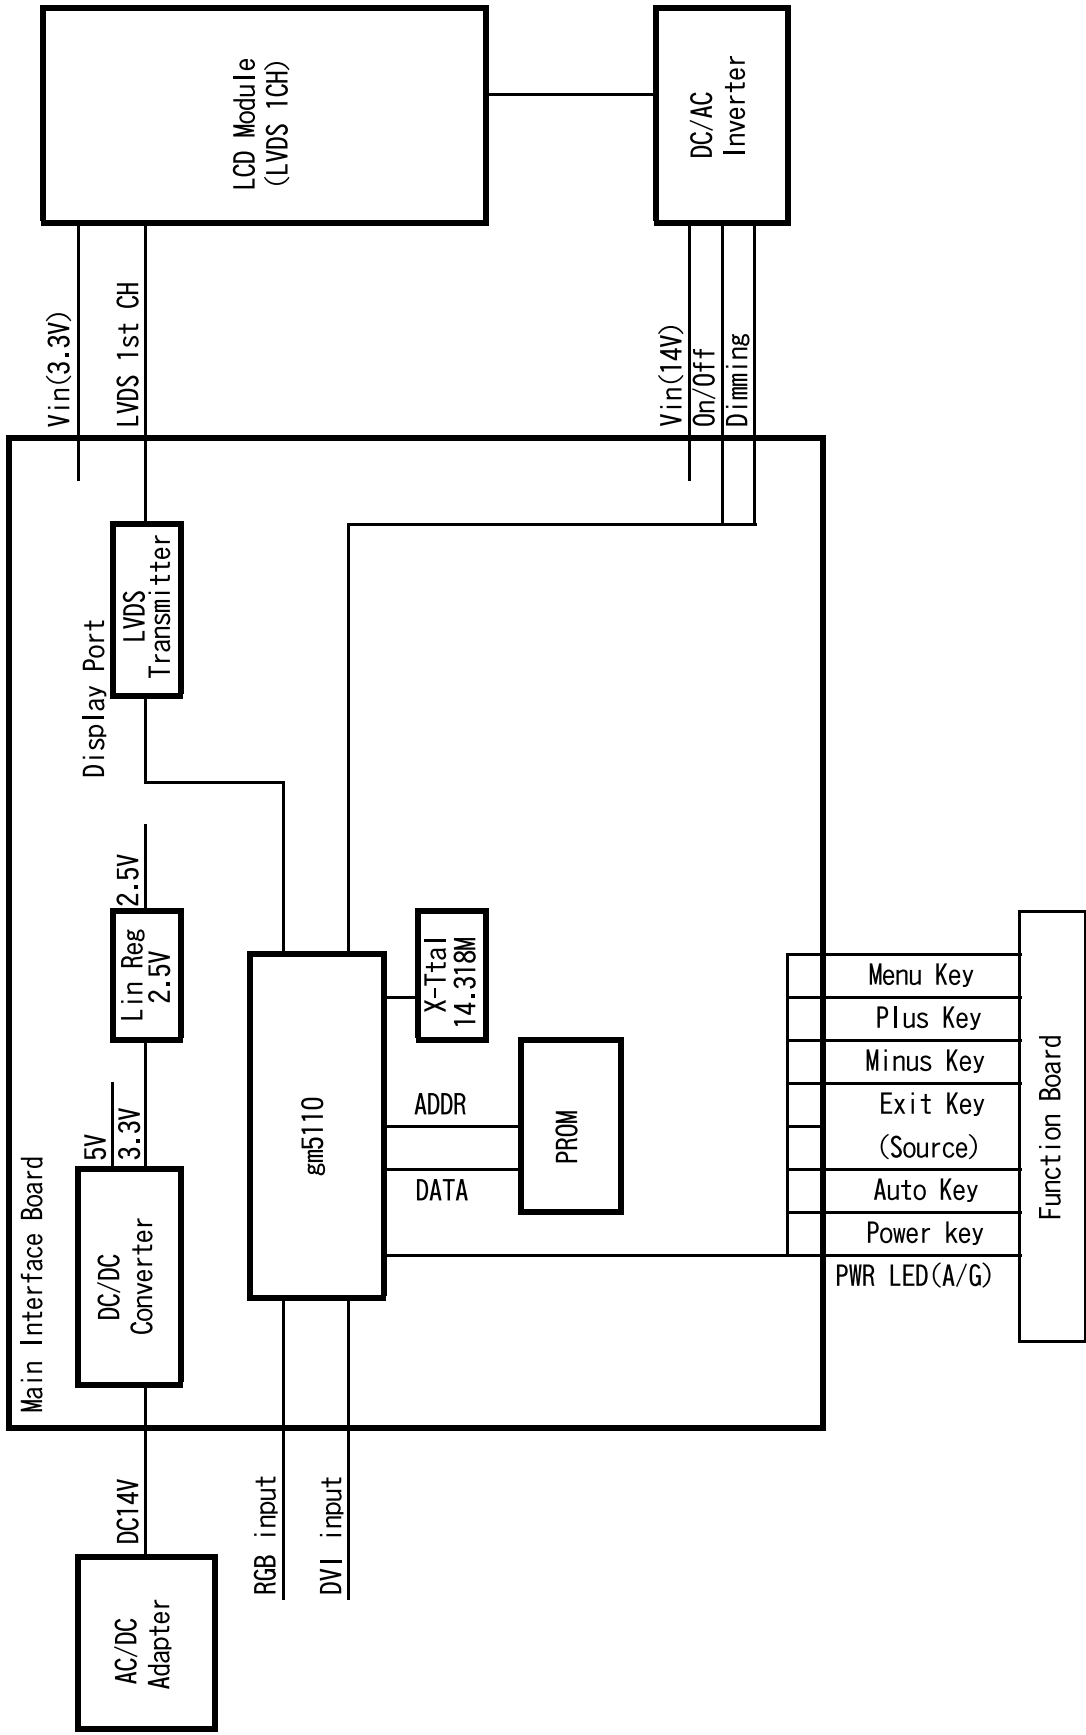 LCD Module
(LVDS 1CH)
DC/AC
Inverter
Vin(3.3V)
LVDS 1st CH
Vin(14V)
On/Off
Dimming
Main Interface Board
Display Port
LVDS
Transmitter
2.5V
Lin Reg
2.5V
5V
3.3V
DC/DC
Converter
gm5110
X-Ttal
14.318M
ADDR
DATA
PROM
Menu Key
Plus Key
Minus Key
Exit Key
(Source)
Auto Key
Power key
PWR LED(A/G)
Function Board
DC14V
RGB input
DVI input
AC/DC
Adapter